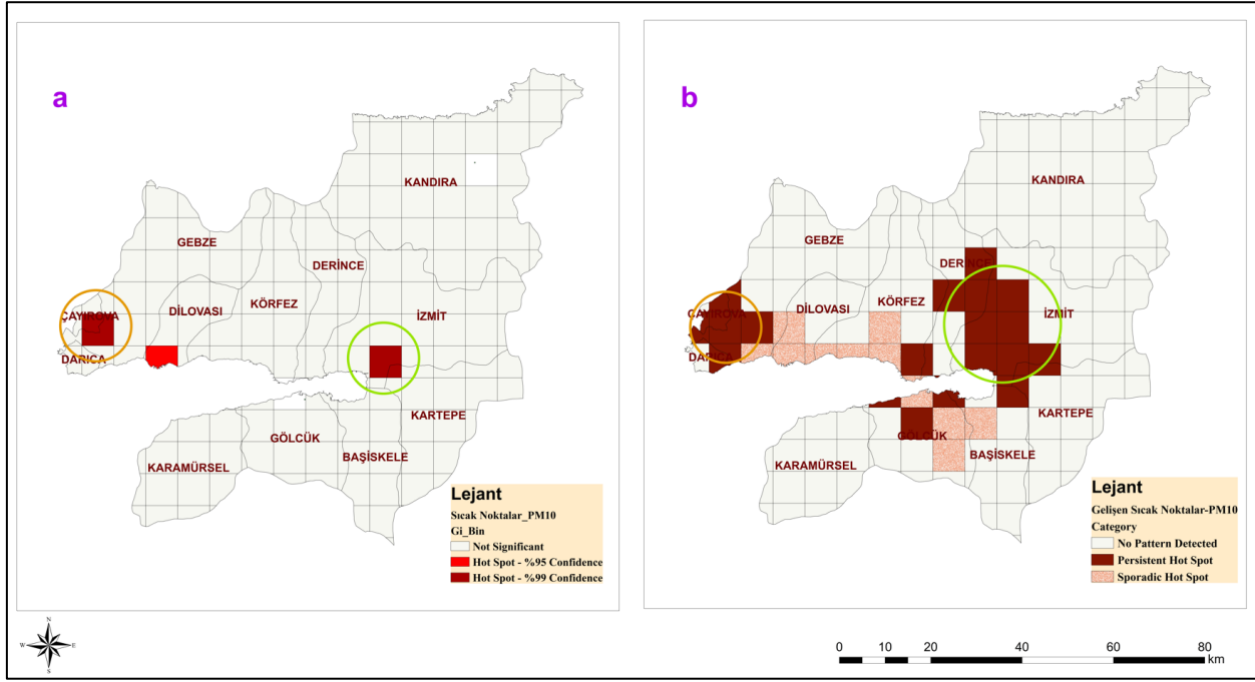 a
KANDIRA
GEBZE
DERİNCE
KÖRFEZ
DİLOVASI
İZMİT
ÇAYIROVA
DARICA
KARTEPE
GÖLCÜK
BAŞİSKELE
KARAMÜRSEL
Lejant
Sıcak Noktalar_PM10
Gi_Bin
Not Significant
Hot Spot - %95 Confidence
Hot Spot - %99 Confidence
b
KANDIRA
GEBZE
DERİNCE
KÖRFEZ
DİLOVASI
İZMİT
ÇAYIROVA
DARICA
KARTEPE
GÖLCÜK
BAŞİSKELE
KARAMÜRSEL
Lejant
Gelişen Sıcak Noktalar-PM10
Category
No Pattern Detected
Persistent Hot Spot
Sporadic Hot Spot
N
W E
S
0 10 20 40 60 80
km